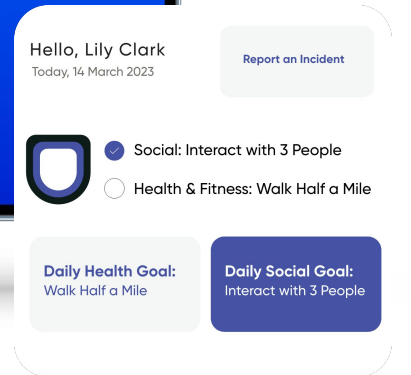 Hello, Lily Clark
Today, 14 March 2023
Report an Incident
Social: Interact with 3 People
Health & Fitness: Walk Half a Mile
Daily Health Goal:
Walk Half a Mile
Daily Social Goal:
Interact with 3 People